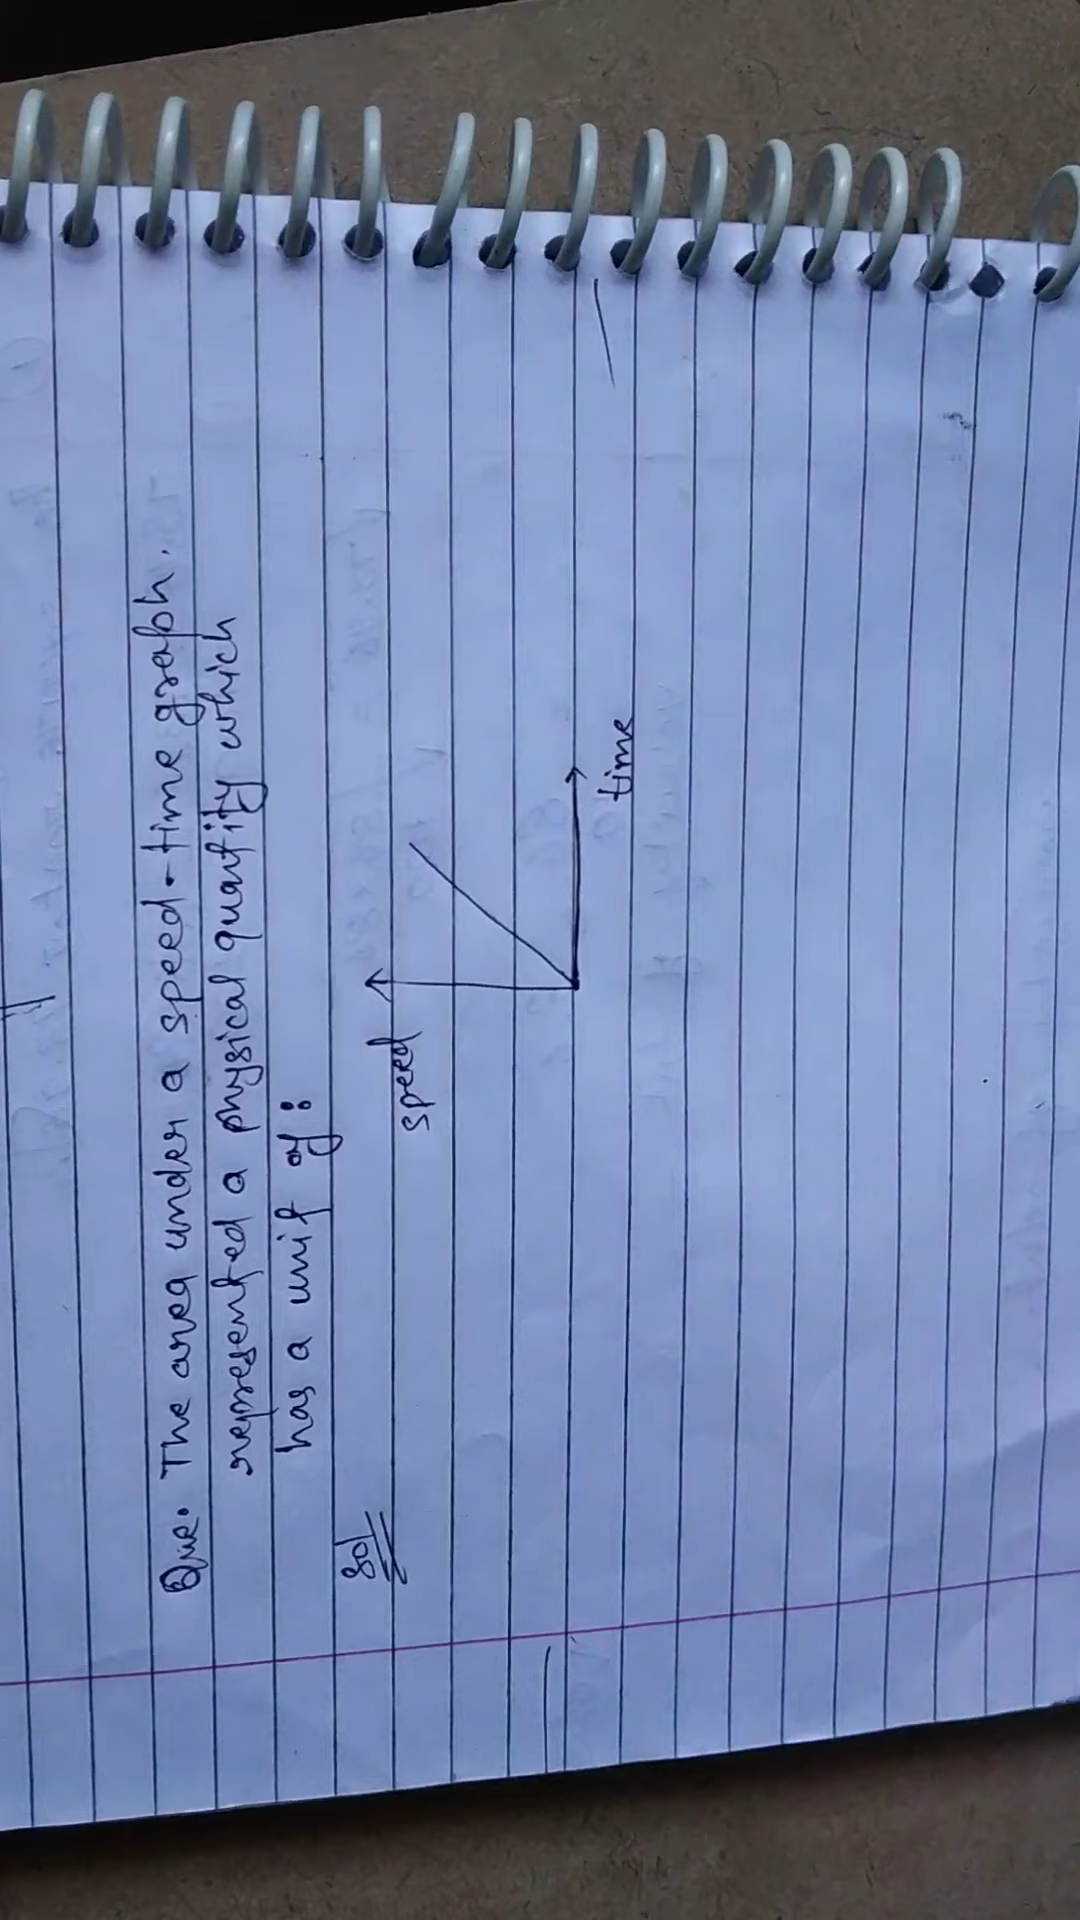 Que. The area under a speed-time graph.
represented a physical quantity which
has a unit of :
Sol
speed
time